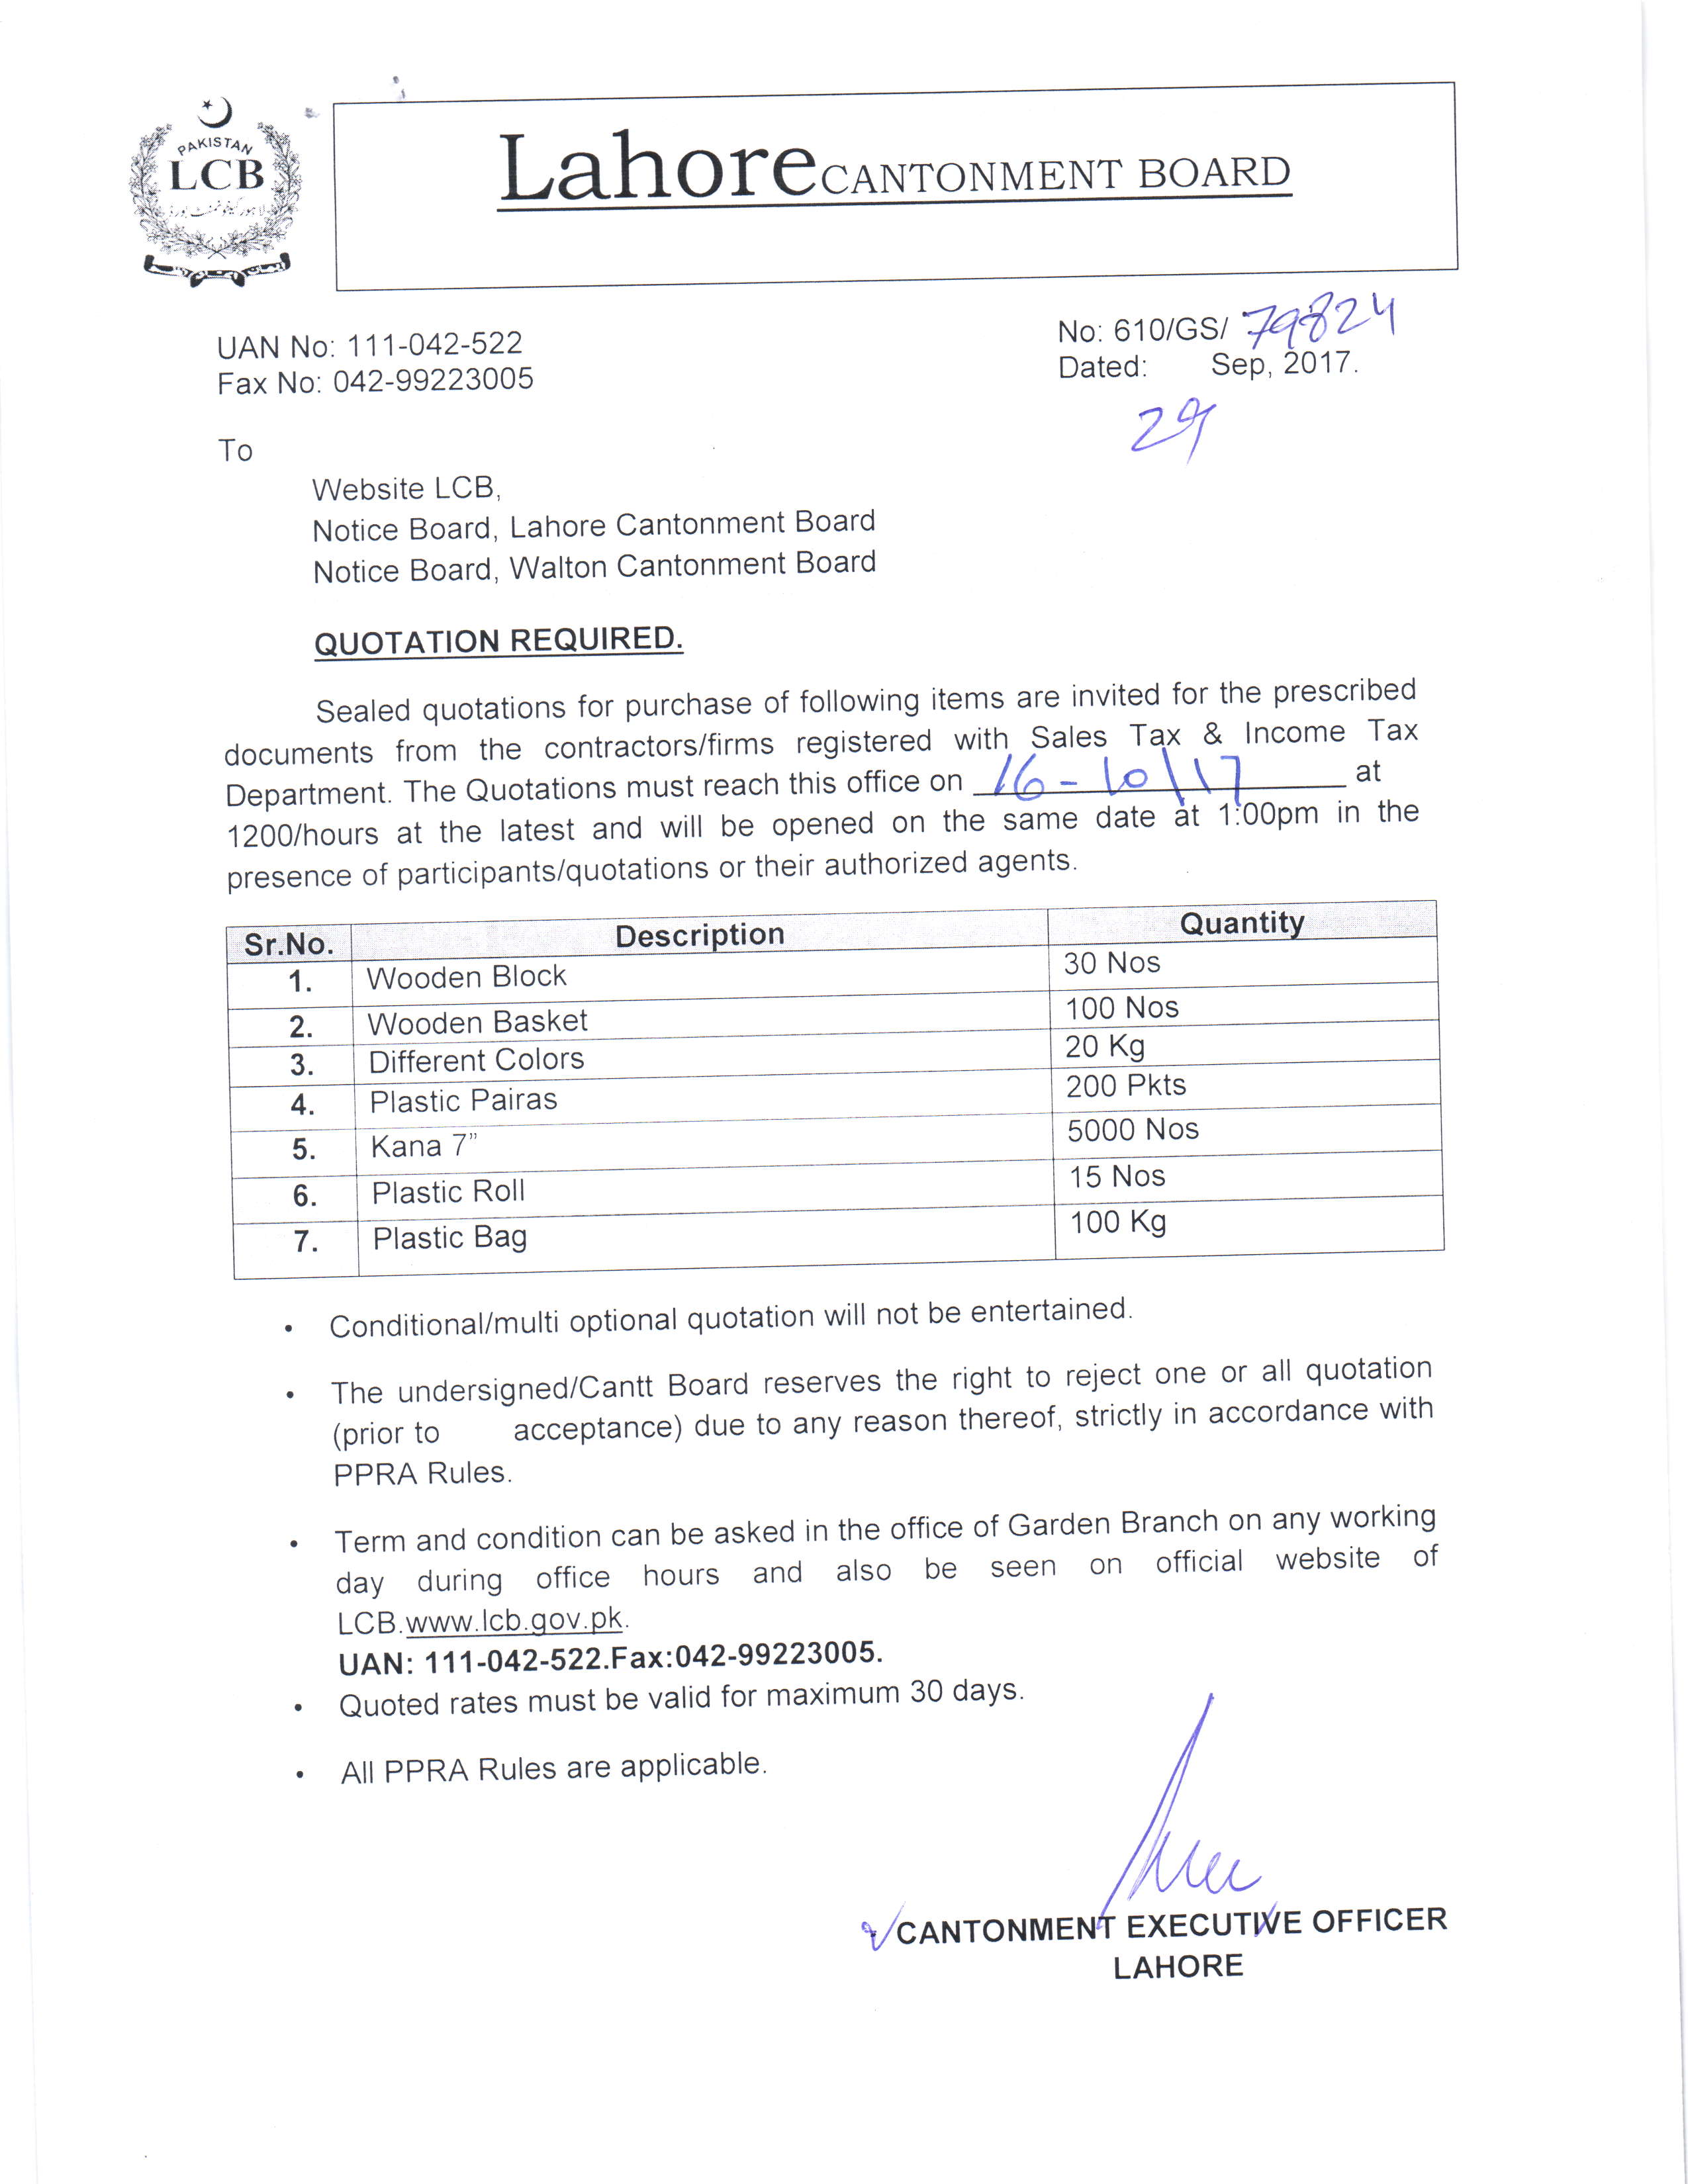 PAKISTAN
LCB
لاہور کینٹونمنٹ بورڈ
Lahore CANTONMENT BOARD
UAN No: 111-042-522
Fax No: 042-99223005
No: 610/GS/ 79824
Dated: Sep, 2017.
29
To
Website LCB,
Notice Board, Lahore Cantonment Board
Notice Board, Walton Cantonment Board
QUOTATION REQUIRED.
Sealed quotations for purchase of following items are invited for the prescribed
documents from the contractors/firms registered with Sales Tax & Income Tax
Department. The Quotations must reach this office on 16-10\17 at
1200/hours at the latest and will be opened on the same date at 1:00pm in the
presence of participants/quotations or their authorized agents.
Sr.No. Description Quantity
1. Wooden Block 30 Nos
2. Wooden Basket 100 Nos
3. Different Colors 20 Kg
4. Plastic Pairas 200 Pkts
5. Kana 7” 5000 Nos
6. Plastic Roll 15 Nos
7. Plastic Bag 100 Kg
• Conditional/multi optional quotation will not be entertained.
• The undersigned/Cantt Board reserves the right to reject one or all quotation
(prior to acceptance) due to any reason thereof, strictly in accordance with
PPRA Rules.
• Term and condition can be asked in the office of Garden Branch on any working
day during office hours and also be seen on official website of
LCB.www.lcb.gov.pk.
UAN: 111-042-522.Fax:042-99223005.
• Quoted rates must be valid for maximum 30 days.
• All PPRA Rules are applicable.
CANTONMENT EXECUTIVE OFFICER
LAHORE